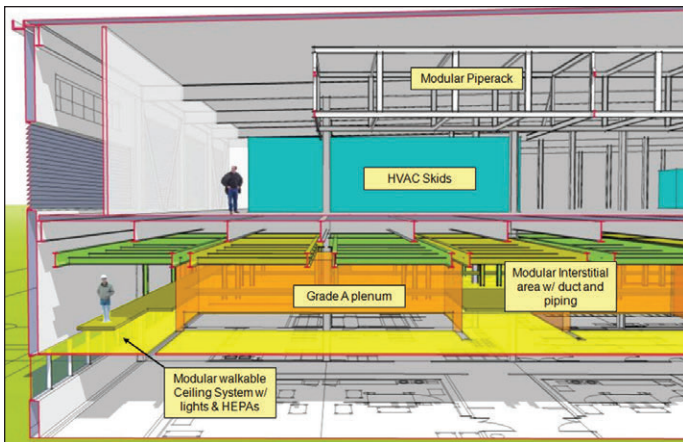 Modular Piperack
HVAC Skids
Modular Interstitial
area w/ duct and
piping
Grade A plenum
Modular walkable
Ceiling System w/
lights & HEPAs